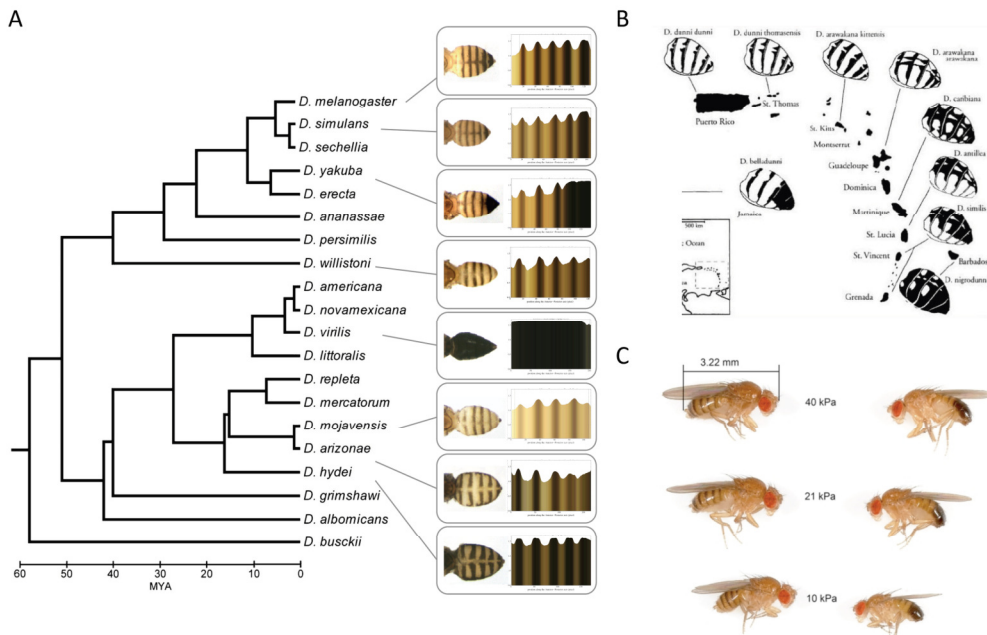 A
D. melanogaster
D. simulans
D. sechellia
D. yakuba
D. erecta
D. ananassae
D. persimilis
D. willistoni
D. americana
D. novamexicana
D. virilis
D. littoralis
D. repleta
D. mercatorum
D. mojavensis
D. arizonae
D. hydei
D. grimshawi
D. albomicans
D. busckii
60 50 40 30 20 10 0
MYA
B
D. dunni dunni
D. dunni thomasensis
D. arawakana kittensis
D. arawakana
arawakana
D. caribiana
D. antillea
D. similis
D. nigrodunni
D. belladunni
Puerto Rico
St. Thomas
St. Kitts
Montserrat
Guadeloupe
Dominica
Martinique
St. Lucia
St. Vincent
Barbados
Grenada
Jamaica
500 km
Ocean
C
3.22 mm
40 kPa
21 kPa
10 kPa